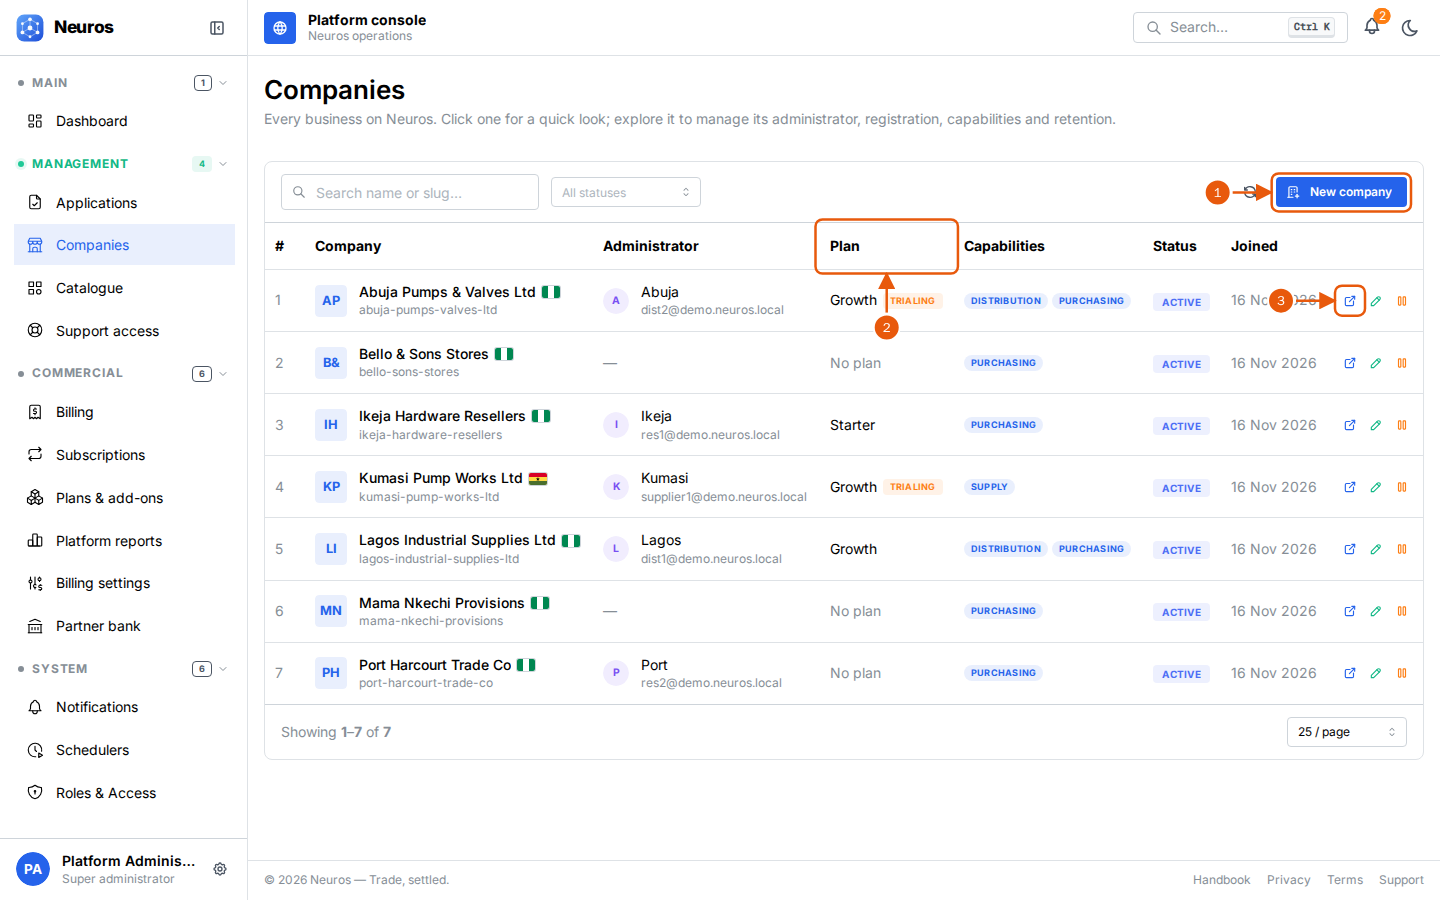 Neuros
Platform console
Neuros operations
Search...
Ctrl K
2
MAIN
1
Dashboard
MANAGEMENT
4
Applications
Companies
Catalogue
Support access
COMMERCIAL
6
Billing
Subscriptions
Plans & add-ons
Platform reports
Billing settings
Partner bank
SYSTEM
6
Notifications
Schedulers
Roles & Access
PA
Platform Adminis...
Super administrator
Companies
Every business on Neuros. Click one for a quick look; explore it to manage its administrator, registration, capabilities and retention.
Search name or slug...
All statuses
1
New company
# Company Administrator Plan Capabilities Status Joined
1 AP Abuja Pumps & Valves Ltd A Abuja Growth TRIALING DISTRIBUTION PURCHASING ACTIVE 16 3
abuja-pumps-valves-ltd dist2@demo.neuros.local
2
2 B& Bello & Sons Stores — No plan PURCHASING ACTIVE 16 Nov 2026
bello-sons-stores
3 IH Ikeja Hardware Resellers I Ikeja Starter PURCHASING ACTIVE 16 Nov 2026
ikeja-hardware-resellers res1@demo.neuros.local
4 KP Kumasi Pump Works Ltd K Kumasi Growth TRIALING SUPPLY ACTIVE 16 Nov 2026
kumasi-pump-works-ltd supplier1@demo.neuros.local
5 LI Lagos Industrial Supplies Ltd L Lagos Growth DISTRIBUTION PURCHASING ACTIVE 16 Nov 2026
lagos-industrial-supplies-ltd dist1@demo.neuros.local
6 MN Mama Nkechi Provisions — No plan PURCHASING ACTIVE 16 Nov 2026
mama-nkechi-provisions
7 PH Port Harcourt Trade Co P Port No plan PURCHASING ACTIVE 16 Nov 2026
port-harcourt-trade-co res2@demo.neuros.local
Showing 1–7 of 7
25 / page
© 2026 Neuros — Trade, settled.
Handbook Privacy Terms Support